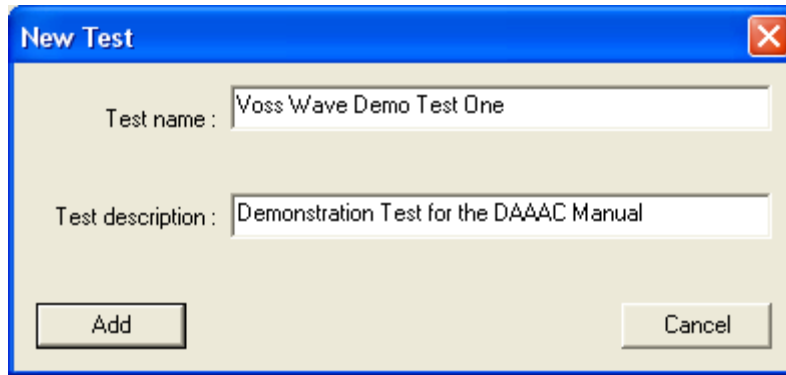 New Test
Test name : Voss Wave Demo Test One
Test description : Demonstration Test for the DAAAC Manual
Add Cancel